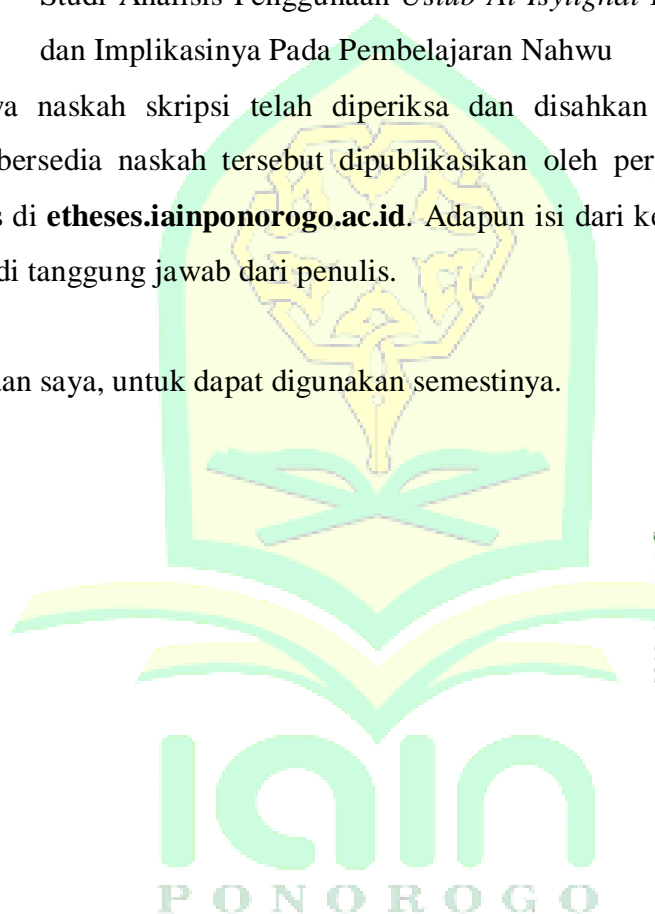 Studi Analisis Penggunaan Uslub Al Isytighal
dan Implikasinya Pada Pembelajaran Nahwu
naskah skripsi telah diperiksa dan disahkan
bersedia naskah tersebut dipublikasikan oleh
di etheses.iainponorogo.ac.id. Adapun isi dari
di tanggung jawab dari penulis.
saya, untuk dapat digunakan semestinya.
iain
PONOROGO